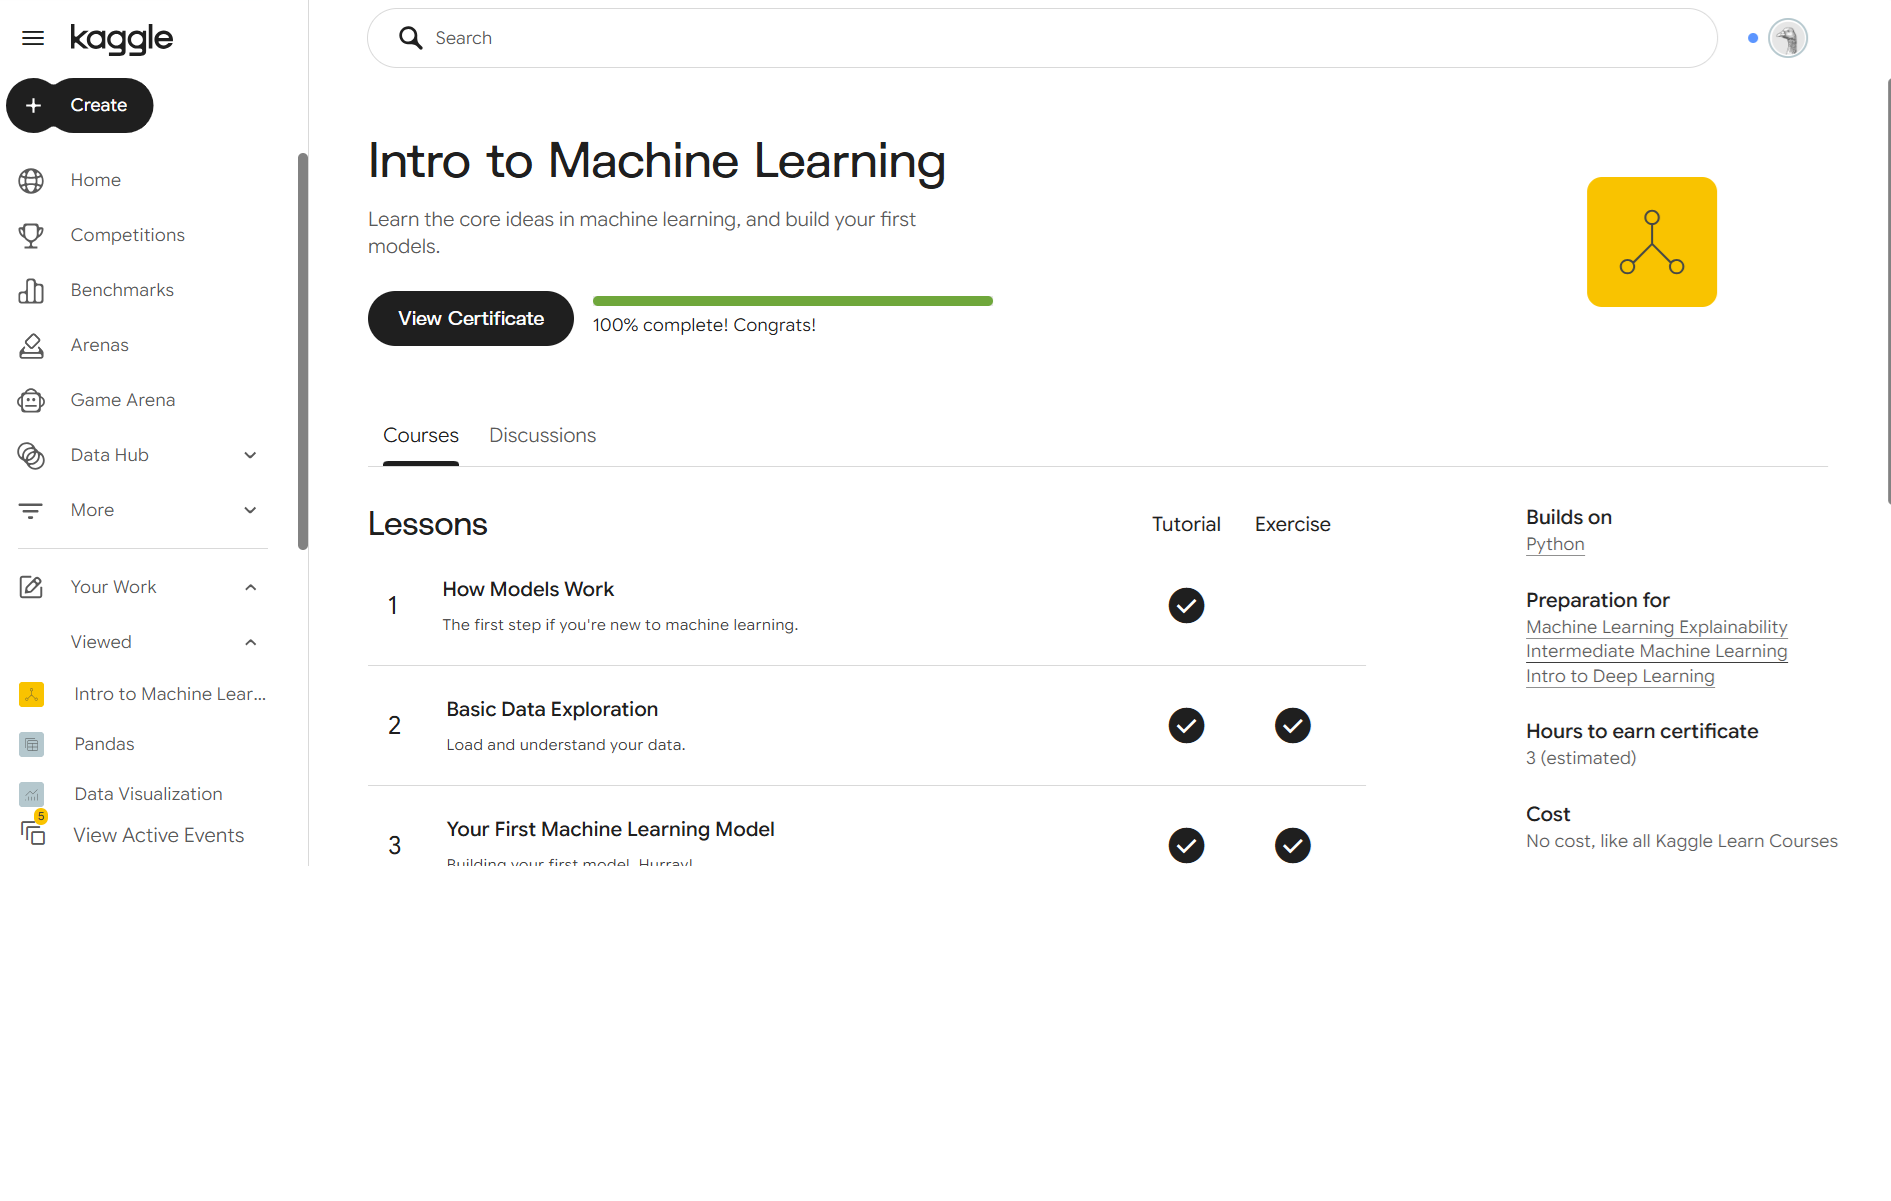 kaggle
Search
Create
Home
Competitions
Benchmarks
Arenas
Game Arena
Data Hub
More
Your Work
Viewed
Intro to Machine Lear...
Pandas
Data Visualization
5
View Active Events
Intro to Machine Learning
Learn the core ideas in machine learning, and build your first
models.
View Certificate
100% complete! Congrats!
Courses Discussions
Lessons Tutorial Exercise
1 How Models Work
The first step if you're new to machine learning.
2 Basic Data Exploration
Load and understand your data.
3 Your First Machine Learning Model
Building your first model. Hurray!
Builds on
Python
Preparation for
Machine Learning Explainability
Intermediate Machine Learning
Intro to Deep Learning
Hours to earn certificate
3 (estimated)
Cost
No cost, like all Kaggle Learn Courses